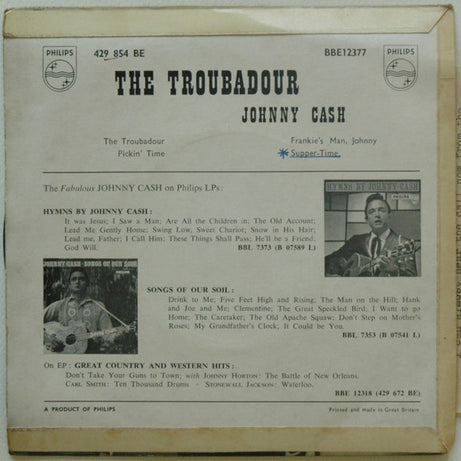 PHILIPS
429 854 BE
BBE12377
PHILIPS
THE TROUBADOUR
JOHNNY CASH
The Troubadour
Pickin' Time
Frankie's Man, Johnny
Supper-Time.
The Fabulous JOHNNY CASH on Philips LPs:
HYMNS BY JOHNNY CASH:
It was Jesus; I Saw a Man; Are All the Children in; The Old Account;
Lead Me Gently Home; Swing Low, Sweet Chariot; Snow in His Hair;
Lead me, Father; I Call Him; These Things Shall Pass; He'll be a Friend;
God Will.
BBL 7373 (B 07589 L)
HYMNS BY JOHNNY CASH
JOHNNY CASH · SONGS OF OUR SOIL
SONGS OF OUR SOIL:
Drink to Me; Five Feet High and Rising; The Man on the Hill; Hank
and Joe and Me; Clementine; The Great Speckled Bird; I Want to go
Home; The Caretaker; The Old Apache Squaw; Don't Step on Mother's
Roses; My Grandfather's Clock; It Could be You.
BBL 7353 (B 07541 L)
On EP: GREAT COUNTRY AND WESTERN HITS:
Don't Take Your Guns to Town; with JOHNNY HORTON: The Battle of New Orleans.
CARL SMITH: Ten Thousand Drums - STONEWALL JACKSON: Waterloo.
BBE 12318 (429 672 BE)
A PRODUCT OF PHILIPS
Printed and made in Great Britain